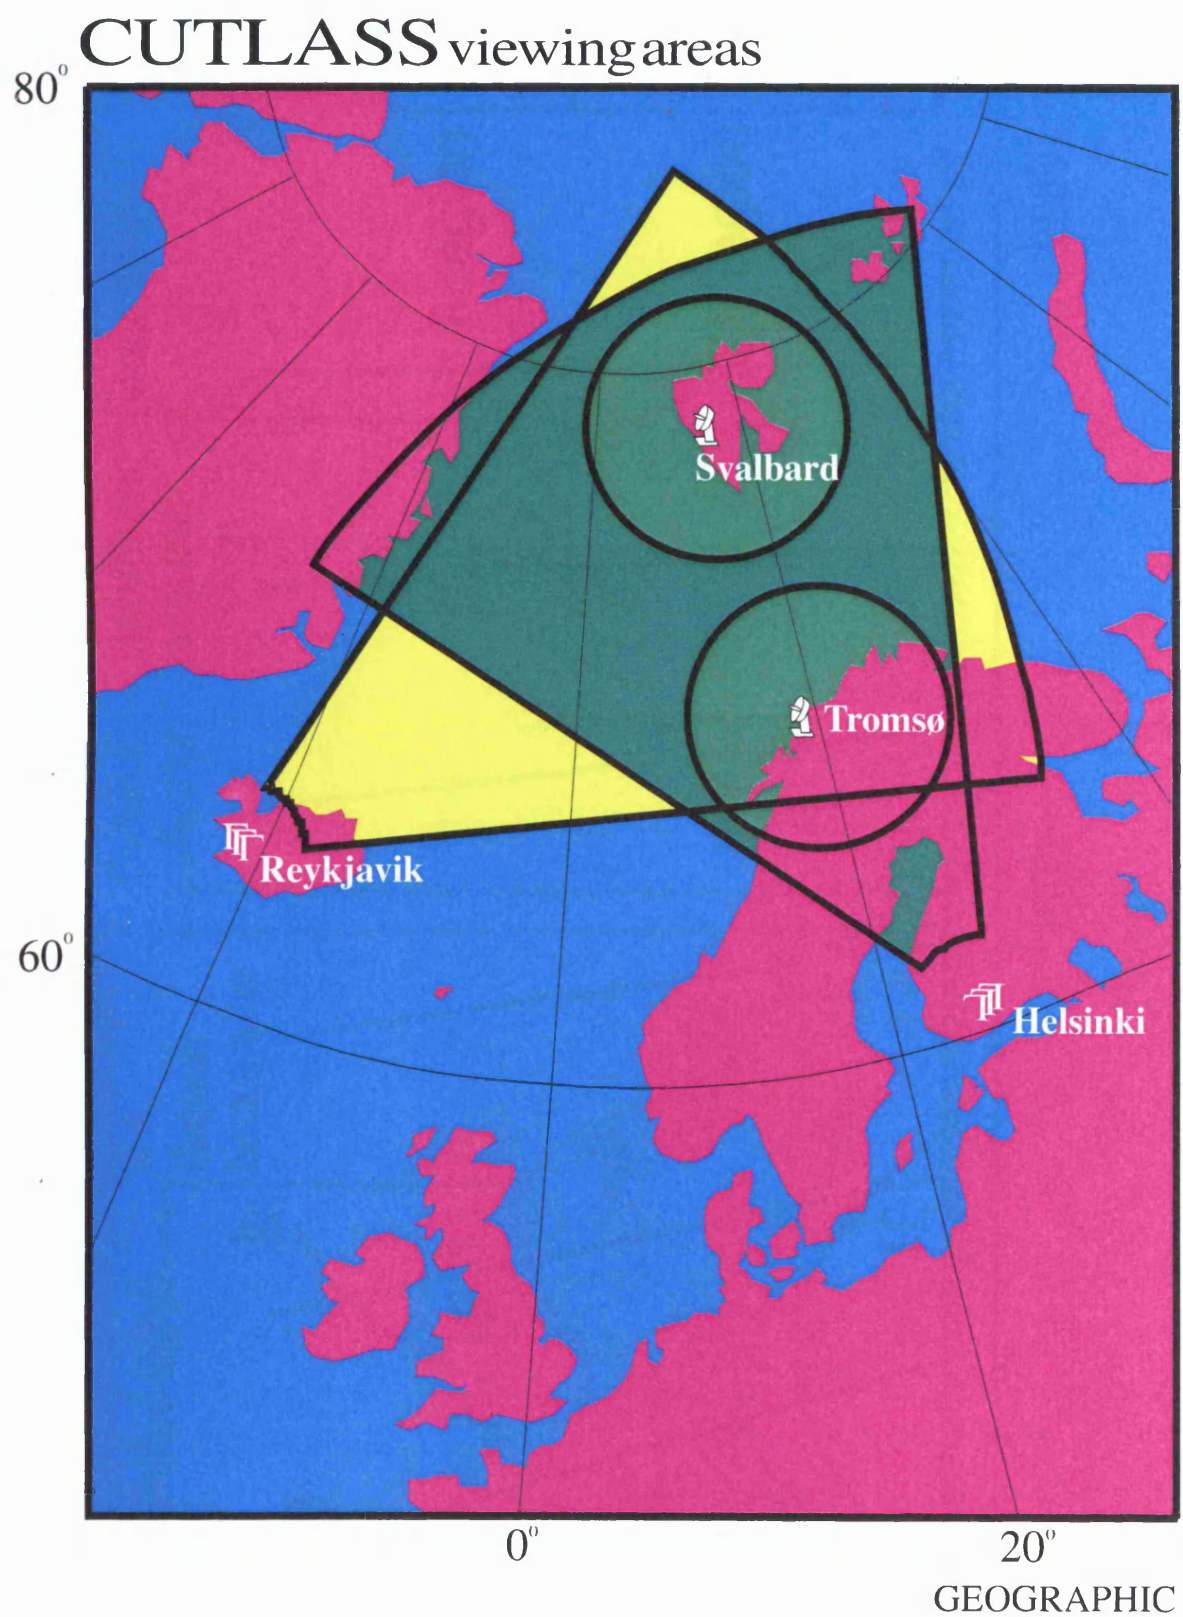 CUTLASS viewing areas
80°
Svalbard
Tromsø
Reykjavik
60°
Helsinki
0°
20°
GEOGRAPHIC